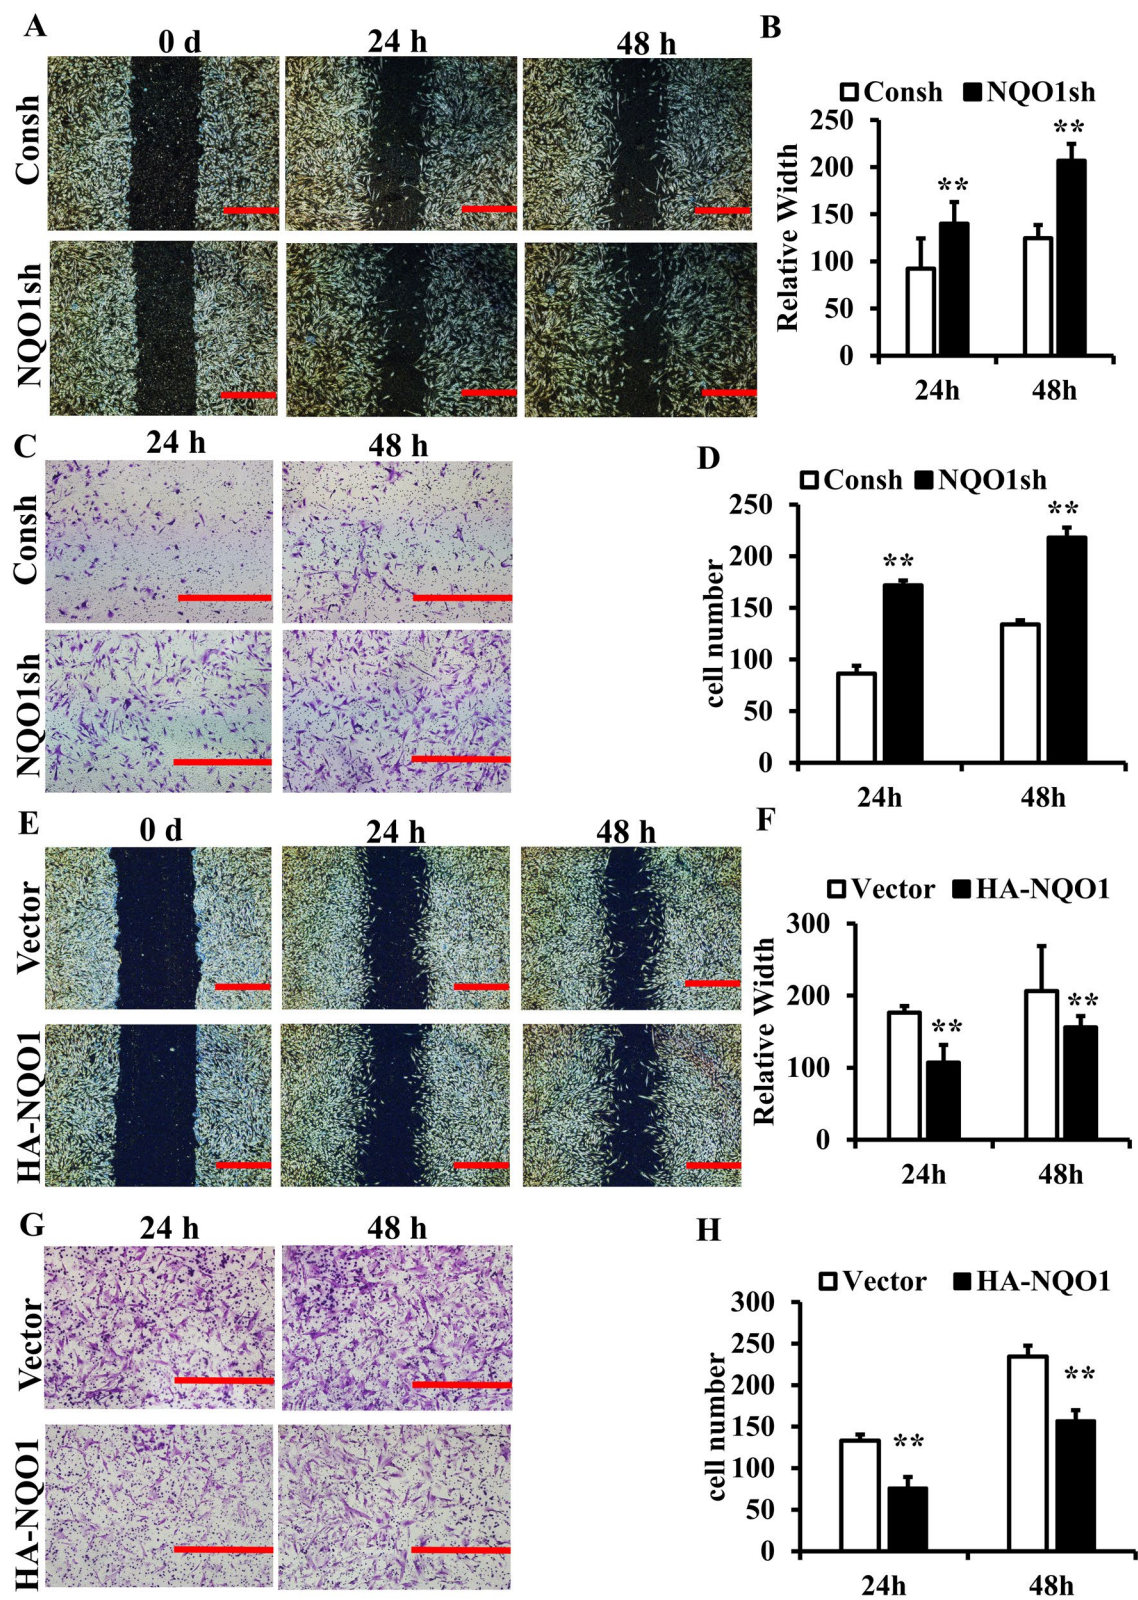 A
0 d
24 h
48 h
Consh
NQO1sh
B
Consh NQO1sh
Relative Width
250
200
150
100
50
0
**
**
24h
48h
C
24 h
48 h
Consh
NQO1sh
D
Consh NQO1sh
cell number
250
200
150
100
50
0
**
**
24h
48h
E
0 d
24 h
48 h
Vector
HA-NQO1
F
Vector HA-NQO1
Relative Width
300
200
100
0
**
**
24h
48h
G
24 h
48 h
Vector
HA-NQO1
H
Vector HA-NQO1
cell number
300
250
200
150
100
50
0
**
**
24h
48h